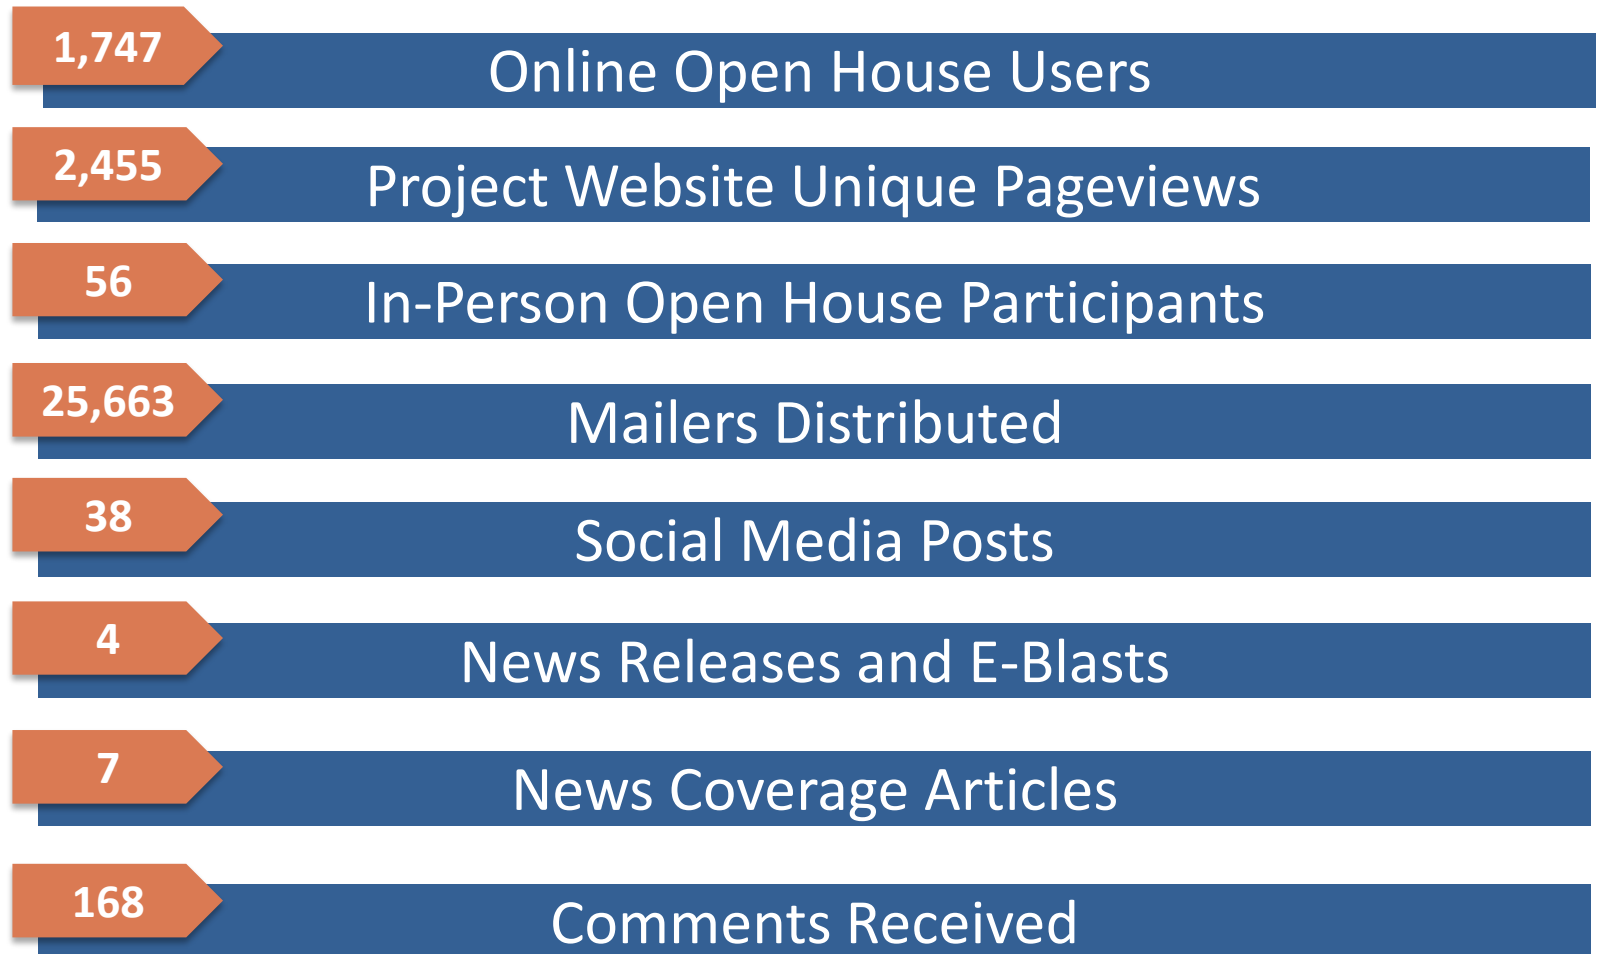 1,747
Online Open House Users
2,455
Project Website Unique Pageviews
56
In-Person Open House Participants
25,663
Mailers Distributed
38
Social Media Posts
4
News Releases and E-Blasts
7
News Coverage Articles
168
Comments Received